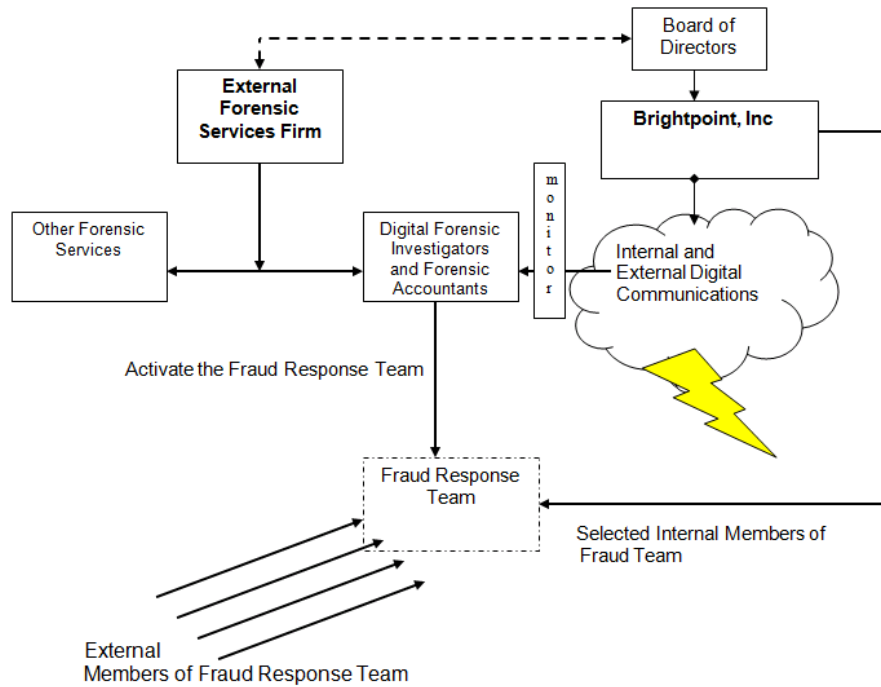 Board of
Directors
External
Forensic
Services Firm
Brightpoint, Inc
m
o
n
i
t
o
r
Other Forensic
Services
Digital Forensic
Investigators
and Forensic
Accountants
Internal and
External Digital
Communications
Activate the Fraud Response Team
Fraud Response
Team
Selected Internal Members of
Fraud Team
External
Members of Fraud Response Team